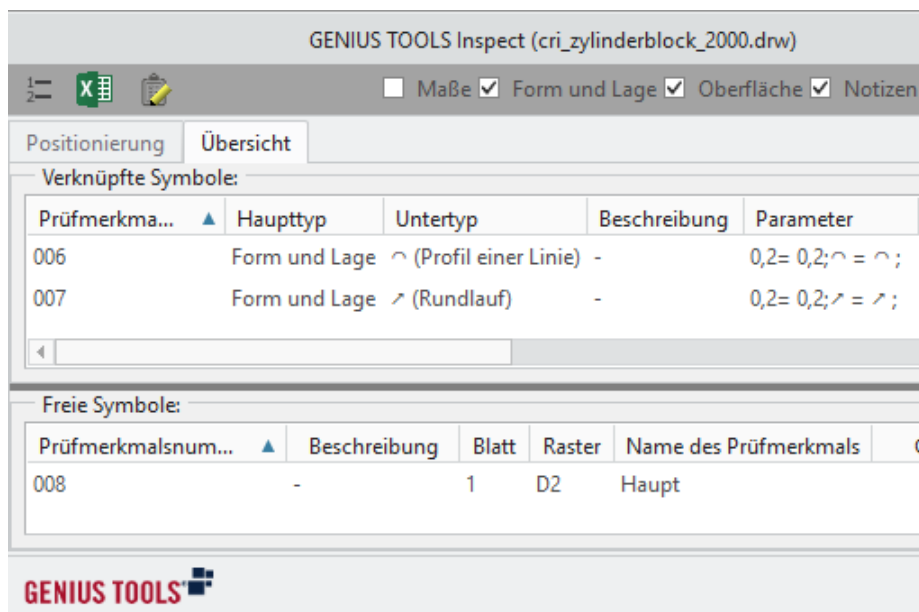 GENIUS TOOLS Inspect (cri_zylinderblock_2000.drw)
Maße Form und Lage Oberfläche Notizen
Positionierung Übersicht
Verknüpfte Symbole:
Prüfmerkma... Haupttyp Untertyp Beschreibung Parameter
006 Form und Lage ⌒ (Profil einer Linie) - 0,2= 0,2;⌒ = ⌒ ;
007 Form und Lage ↗ (Rundlauf) - 0,2= 0,2;↗ = ↗ ;
Freie Symbole:
Prüfmerkmalsnum... Beschreibung Blatt Raster Name des Prüfmerkmals
008 - 1 D2 Haupt
GENIUS TOOLS